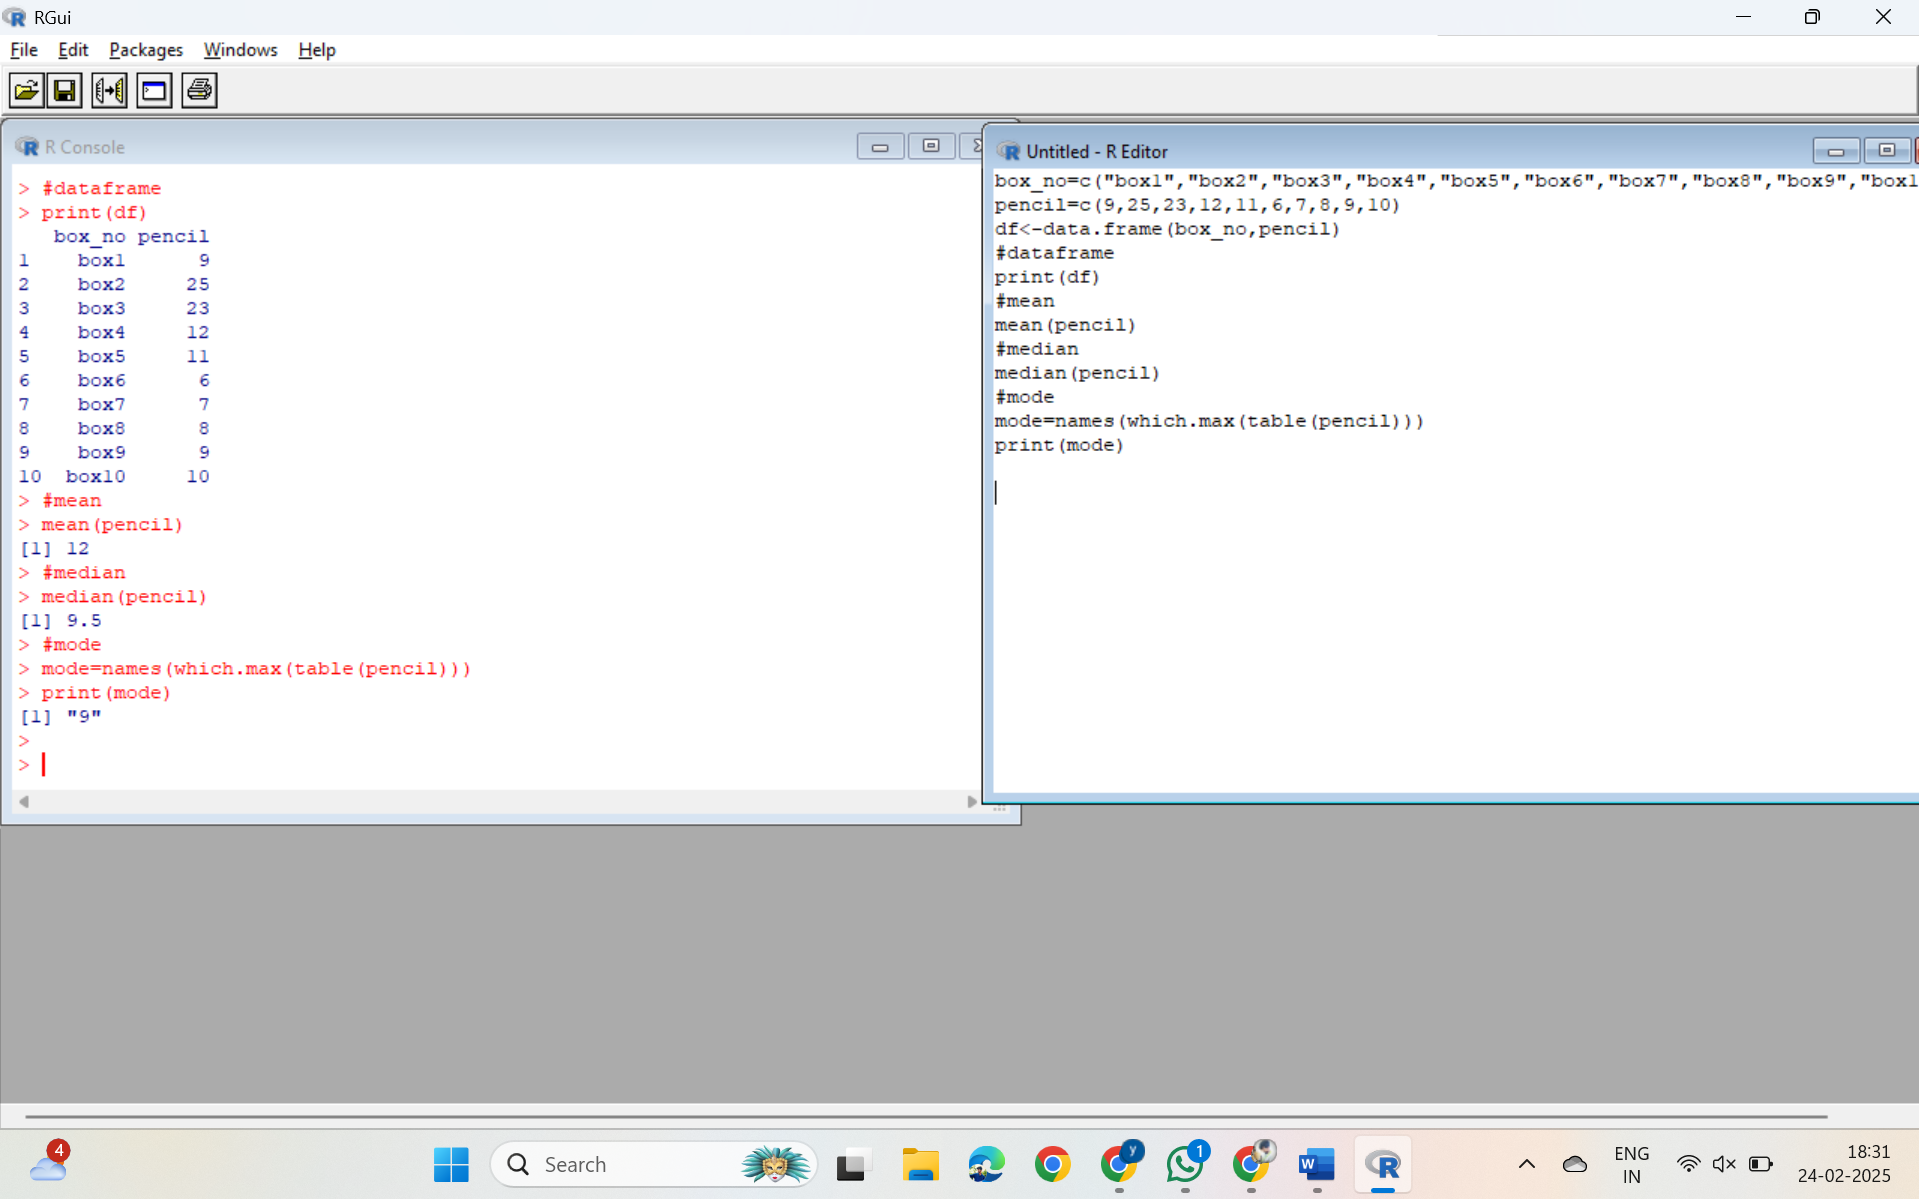 RGui
File Edit Packages Windows Help
R Console
> #dataframe
> print(df)
box_no pencil
1 box1 9
2 box2 25
3 box3 23
4 box4 12
5 box5 11
6 box6 6
7 box7 7
8 box8 8
9 box9 9
10 box10 10
> #mean
> mean(pencil)
[1] 12
> #median
> median(pencil)
[1] 9.5
> #mode
> mode=names(which.max(table(pencil)))
> print(mode)
[1] "9"
>
>
Untitled - R Editor
box_no=c("box1","box2","box3","box4","box5","box6","box7","box8","box9","box1
pencil=c(9,25,23,12,11,6,7,8,9,10)
df<-data.frame(box_no,pencil)
#dataframe
print(df)
#mean
mean(pencil)
#median
median(pencil)
#mode
mode=names(which.max(table(pencil)))
print(mode)
4
Search
y
1
ENG
IN
18:31
24-02-2025